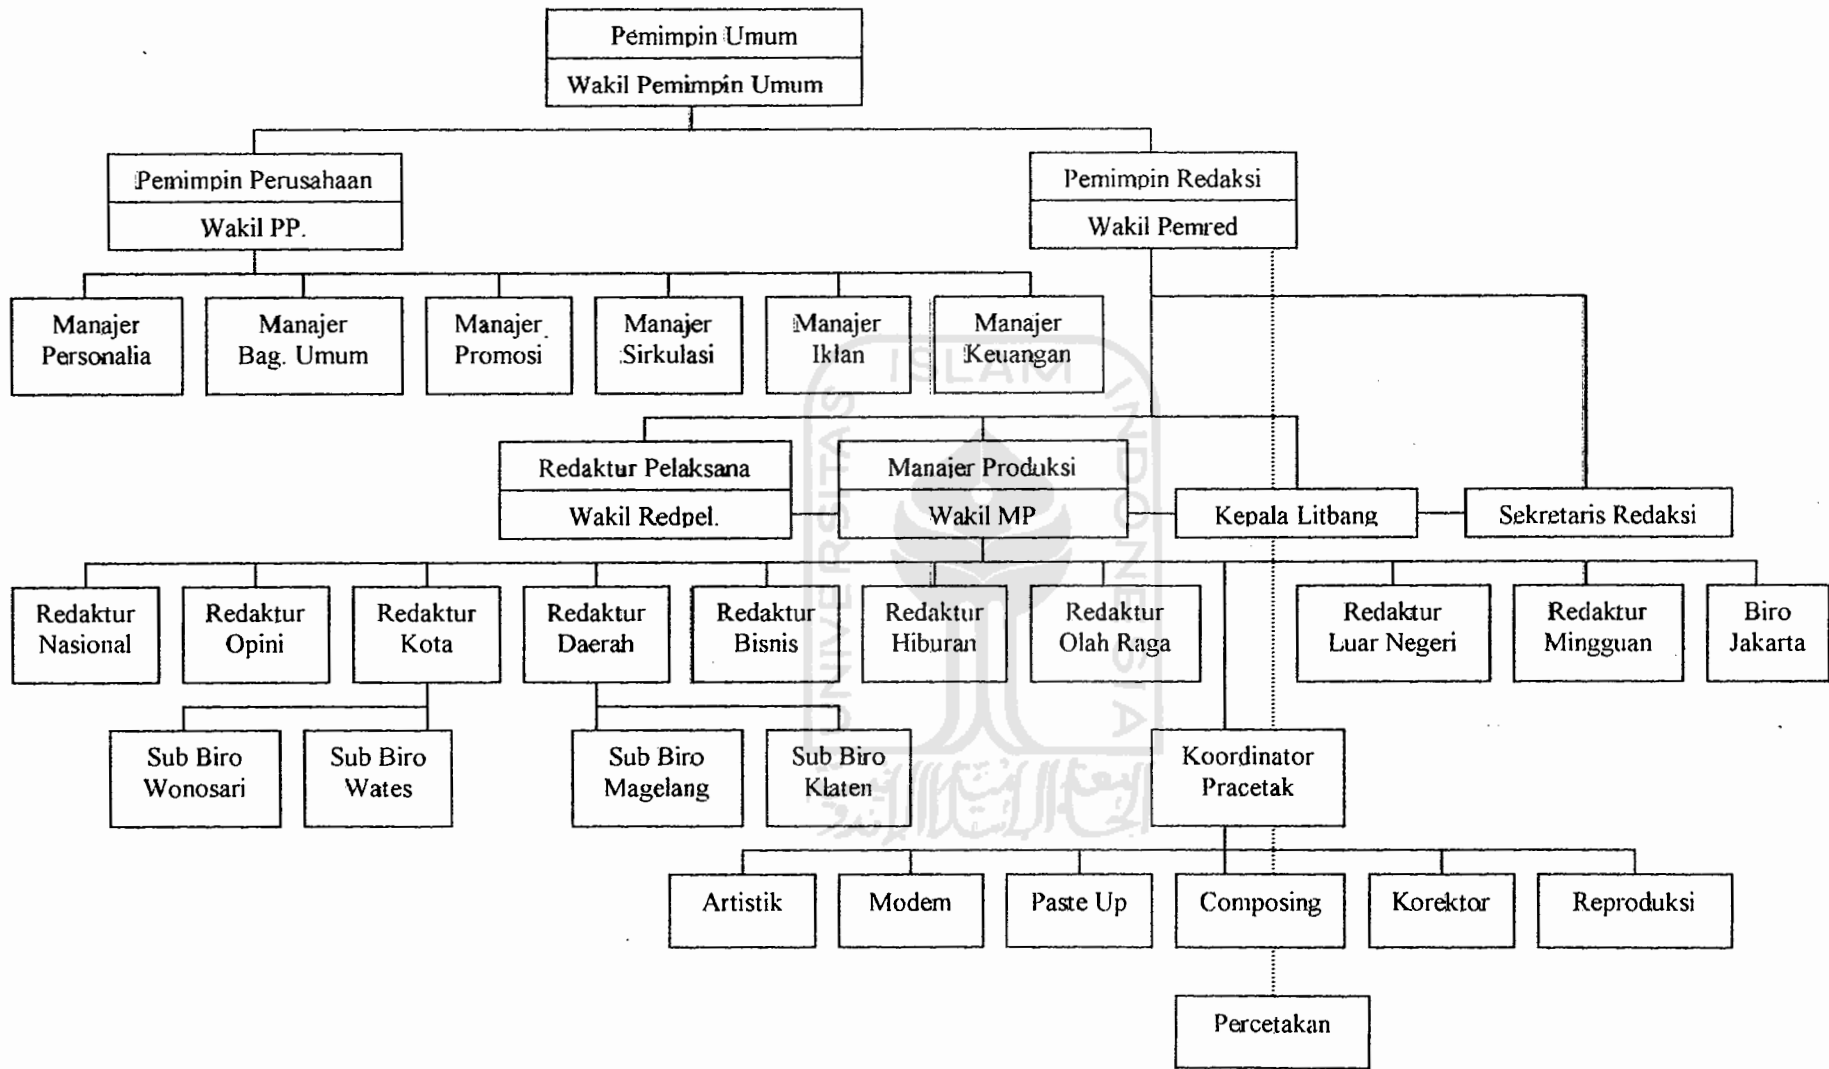 Pemimpin Umum
Wakil Pemimpin Umum
Pemimpin Perusahaan
Wakil PP.
Pemimpin Redaksi
Wakil Pemred
Manajer
Personalia
Manajer
Bag. Umum
Manajer
Promosi
Manajer
Sirkulasi
Manajer
Iklan
Manajer
Keuangan
Redaktur Pelaksana
Wakil Redpel.
Manajer Produksi
Wakil MP
Kepala Litbang
Sekretaris Redaksi
Redaktur
Nasional
Redaktur
Opini
Redaktur
Kota
Redaktur
Daerah
Redaktur
Bisnis
Redaktur
Hiburan
Redaktur
Olah Raga
Redaktur
Luar Negeri
Redaktur
Mingguan
Biro
Jakarta
Sub Biro
Wonosari
Sub Biro
Wates
Sub Biro
Magelang
Sub Biro
Klaten
Koordinator
Pracetak
Artistik
Modem
Paste Up
Composing
Korektor
Reproduksi
Percetakan
UNIVERSITAS
ISLAM
INDONESIA